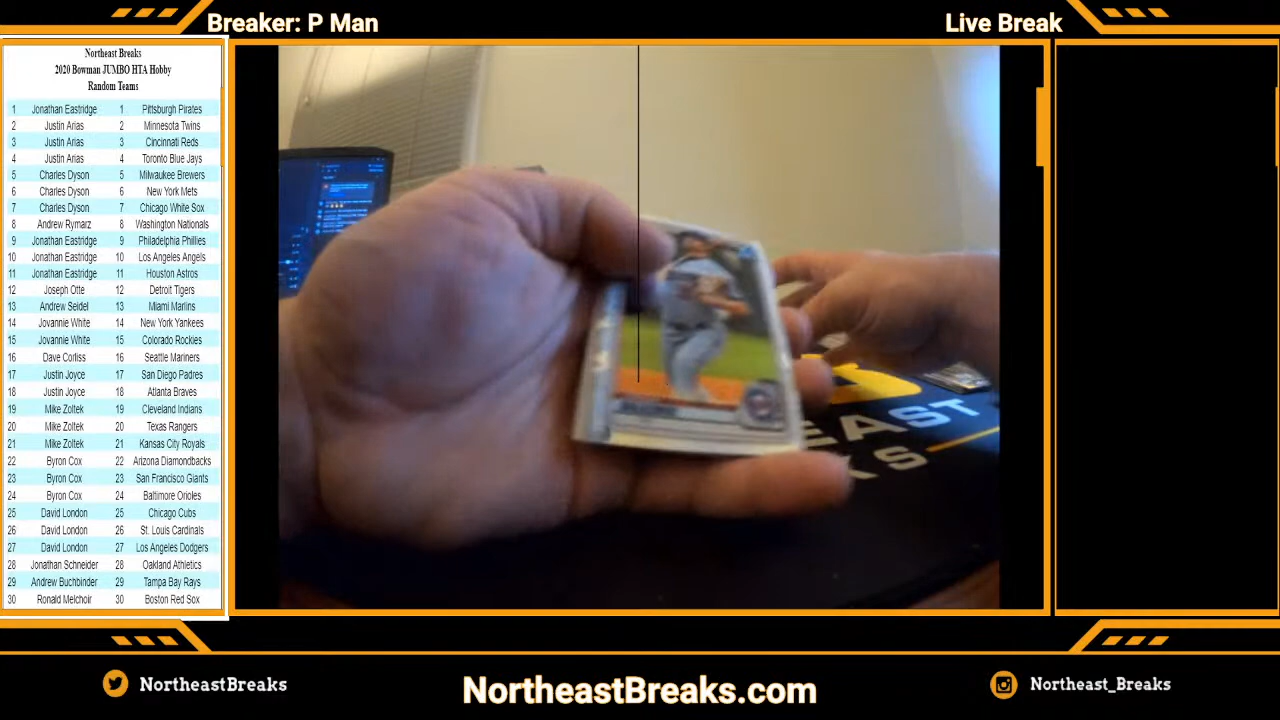 Breaker: P Man
Live Break
Northeast Breaks
2020 Bowman JUMBO HTA Hobby
Random Teams
1 Jonathan Eastridge 1 Pittsburgh Pirates
2 Justin Arias 2 Minnesota Twins
3 Justin Arias 3 Cincinnati Reds
4 Justin Arias 4 Toronto Blue Jays
5 Charles Dyson 5 Milwaukee Brewers
6 Charles Dyson 6 New York Mets
7 Charles Dyson 7 Chicago White Sox
8 Andrew Rymarz 8 Washington Nationals
9 Jonathan Eastridge 9 Philadelphia Phillies
10 Jonathan Eastridge 10 Los Angeles Angels
11 Jonathan Eastridge 11 Houston Astros
12 Joseph Otte 12 Detroit Tigers
13 Andrew Seidel 13 Miami Marlins
14 Jovannie White 14 New York Yankees
15 Jovannie White 15 Colorado Rockies
16 Dave Corliss 16 Seattle Mariners
17 Justin Joyce 17 San Diego Padres
18 Justin Joyce 18 Atlanta Braves
19 Mike Zoltek 19 Cleveland Indians
20 Mike Zoltek 20 Texas Rangers
21 Mike Zoltek 21 Kansas City Royals
22 Byron Cox 22 Arizona Diamondbacks
23 Byron Cox 23 San Francisco Giants
24 Byron Cox 24 Baltimore Orioles
25 David London 25 Chicago Cubs
26 David London 26 St. Louis Cardinals
27 David London 27 Los Angeles Dodgers
28 Jonathan Schneider 28 Oakland Athletics
29 Andrew Buchbinder 29 Tampa Bay Rays
30 Ronald Melchoir 30 Boston Red Sox
EAST
KS
NortheastBreaks
NortheastBreaks.com
Northeast_Breaks